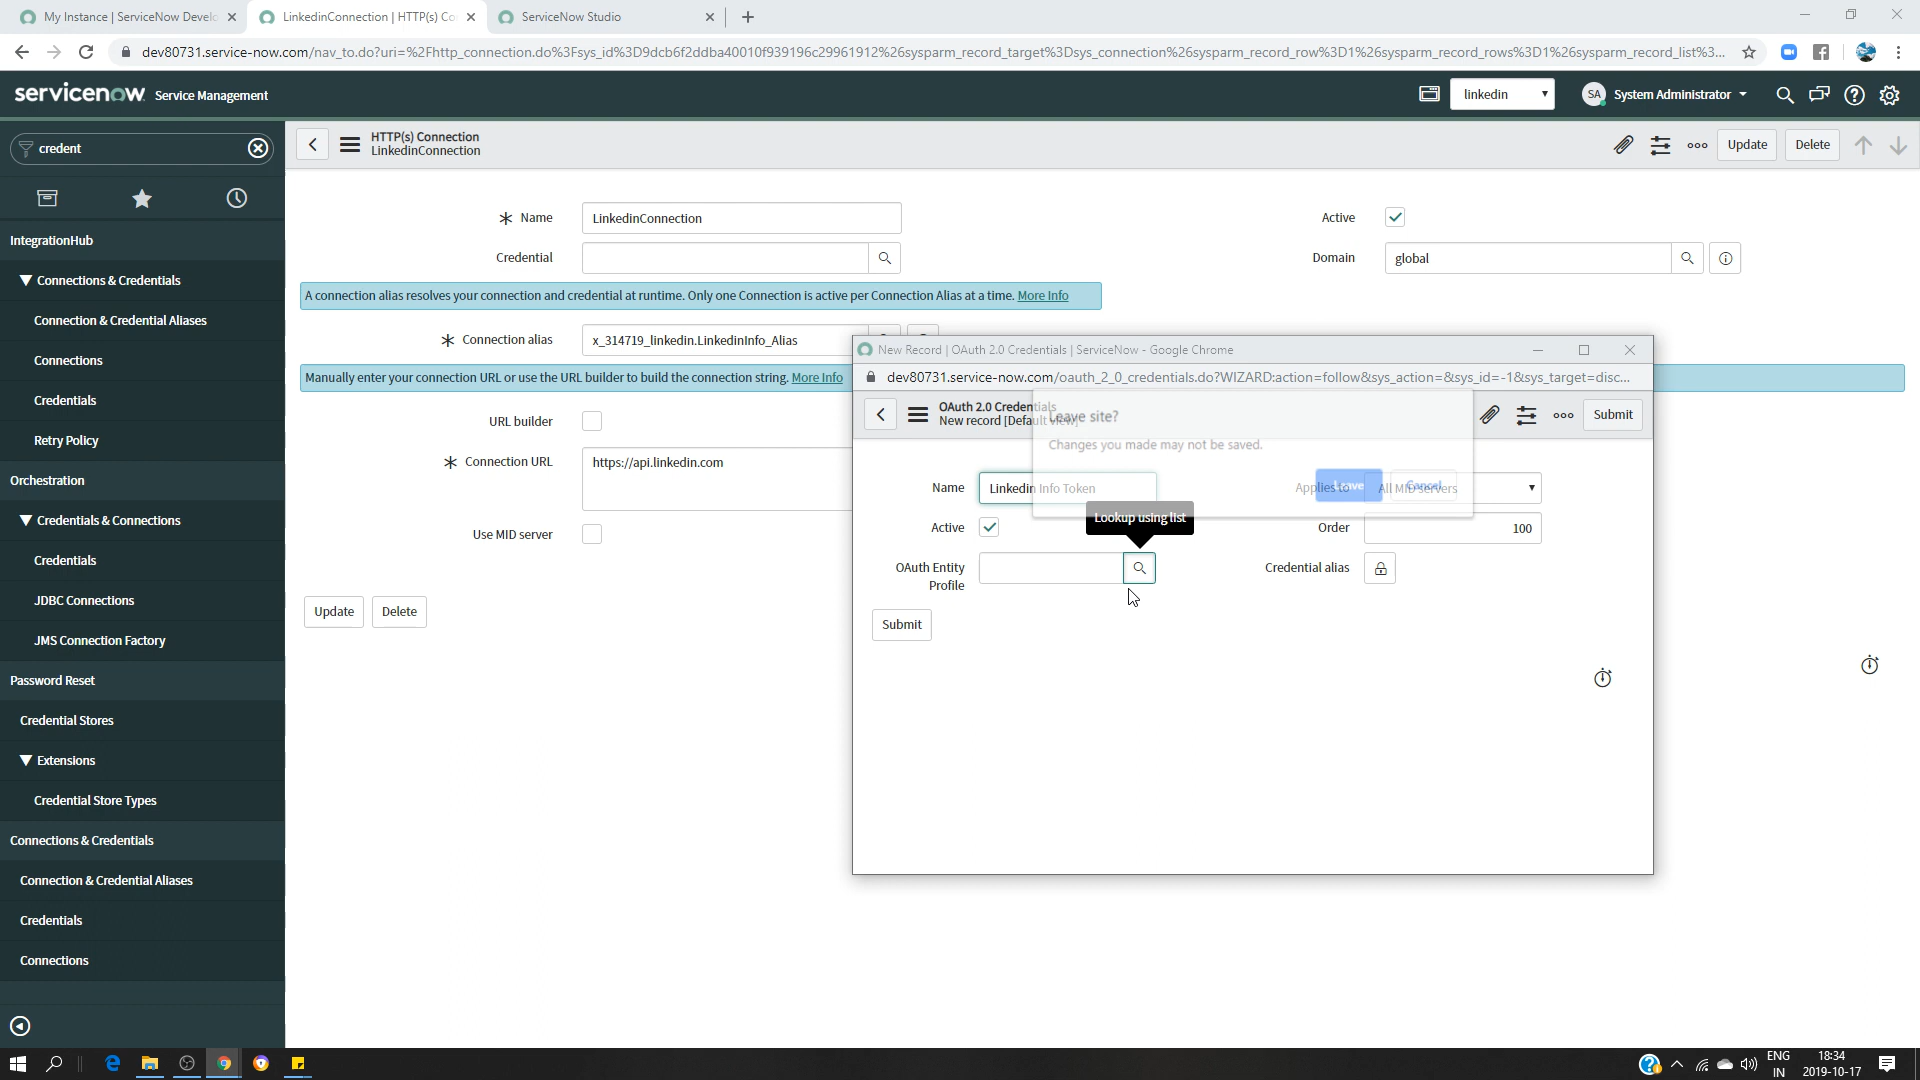 My Instance | ServiceNow Develo
LinkedinConnection | HTTP(s) Co
ServiceNow Studio
dev80731.service-now.com/nav_to.do?uri=%2Fhttp_connection.do%3Fsys_id%3D9dcb6f2ddba40010f939196c29961912%26sysparm_record_target%3Dsys_connection%26sysparm_record_row%3D1%26sysparm_record_rows%3D1%26sysparm_record_list%3...
servicenow Service Management
linkedin
SA System Administrator
credent
HTTP(s) Connection
LinkedinConnection
Update
Delete
IntegrationHub
Connections & Credentials
Connection & Credential Aliases
Connections
Credentials
Retry Policy
Orchestration
Credentials & Connections
Credentials
JDBC Connections
JMS Connection Factory
Password Reset
Credential Stores
Extensions
Credential Store Types
Connections & Credentials
Connection & Credential Aliases
Credentials
Connections
Name LinkedinConnection
Active
Credential
Domain global
A connection alias resolves your connection and credential at runtime. Only one Connection is active per Connection Alias at a time. More Info
Connection alias x_314719_linkedin.LinkedinInfo_Alias
Manually enter your connection URL or use the URL builder to build the connection string. More Info
URL builder
Connection URL https://api.linkedin.com
Use MID server
Update Delete
New Record | OAuth 2.0 Credentials | ServiceNow - Google Chrome
dev80731.service-now.com/oauth_2_0_credentials.do?WIZARD:action=follow&sys_action=&sys_id=-1&sys_target=disc...
OAuth 2.0 Credentials
New record [Default view]
Submit
Leave site?
Changes you made may not be saved.
Leave
Cancel
Name Linkedin Info Token
Applies to All MID servers
Lookup using list
Active
Order 100
OAuth Entity
Profile
Credential alias
Submit
ENG
IN
18:34
2019-10-17